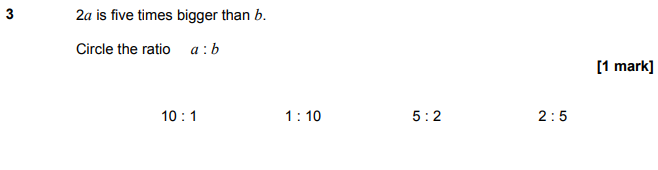 3 2a is five times bigger than b.
Circle the ratio a : b
[1 mark]
10 : 1 1 : 10 5 : 2 2 : 5